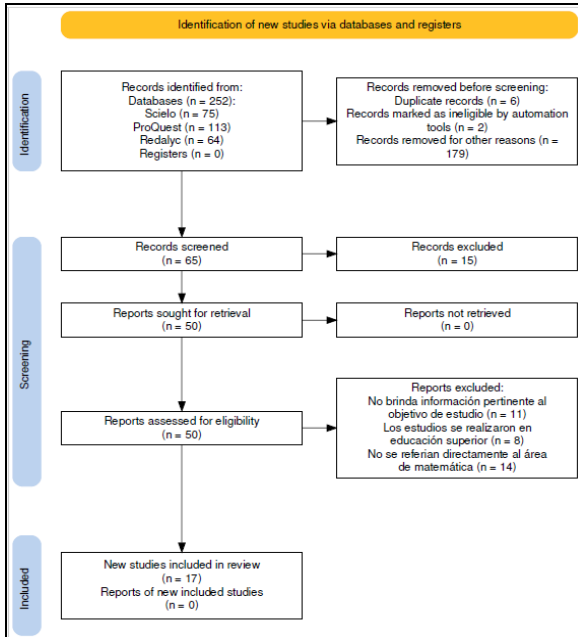 Identification of new studies via databases and registers
Identification
Records identified from:
Databases (n = 252):
Scielo (n = 75)
ProQuest (n = 113)
Redalyc (n = 64)
Registers (n = 0)
Records removed before screening:
Duplicate records (n = 6)
Records marked as ineligible by automation
tools (n = 2)
Records removed for other reasons (n =
179)
Screening
Records screened
(n = 65)
Records excluded
(n = 15)
Reports sought for retrieval
(n = 50)
Reports not retrieved
(n = 0)
Reports assessed for eligibility
(n = 50)
Reports excluded:
No brinda información pertinente al
objetivo de estudio (n = 11)
Los estudios se realizaron en
educación superior (n = 8)
No se referian directamente al área
de matemática (n = 14)
Included
New studies included in review
(n = 17)
Reports of new included studies
(n = 0)